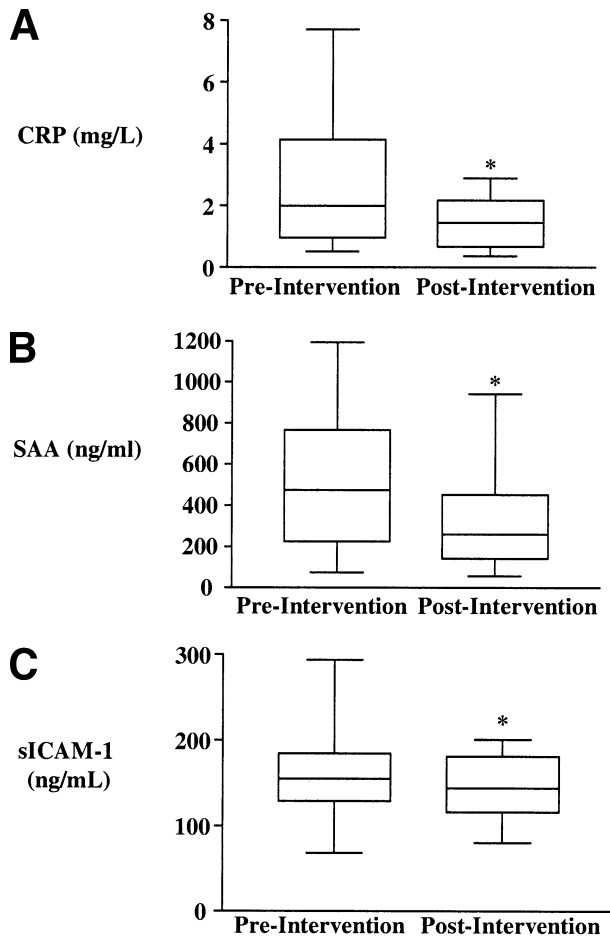 A
8
6
CRP (mg/L)
4
2
*
0
Pre-Intervention Post-Intervention
B
1200
1000
*
800
SAA (ng/ml)
600
400
200
0
Pre-Intervention Post-Intervention
C
300
*
sICAM-1
200
(ng/mL)
100
0
Pre-Intervention Post-Intervention